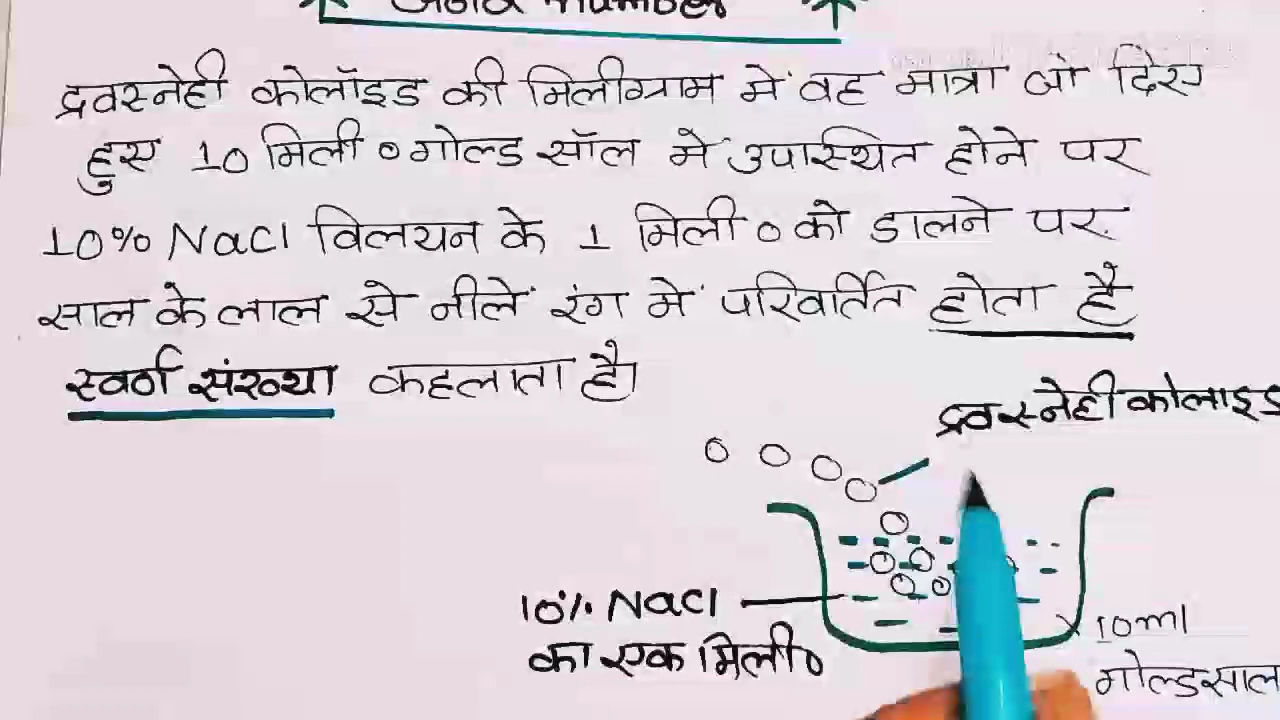 Number
द्रवस्नेही कोलॉइड की मिलीग्राम में वह मात्रा जो दिए
हुए 10 मिली० गोल्ड सॉल में उपस्थित होने पर
10% NaCl विलयन के 1 मिली० को डालने पर
साल के लाल से नीले रंग में परिवर्तित होता है
स्वर्ण संख्या कहलाता है।
द्रवस्नेही कोलाइड
10% NaCl
का एक मिली०
10ml
गोल्डसाल